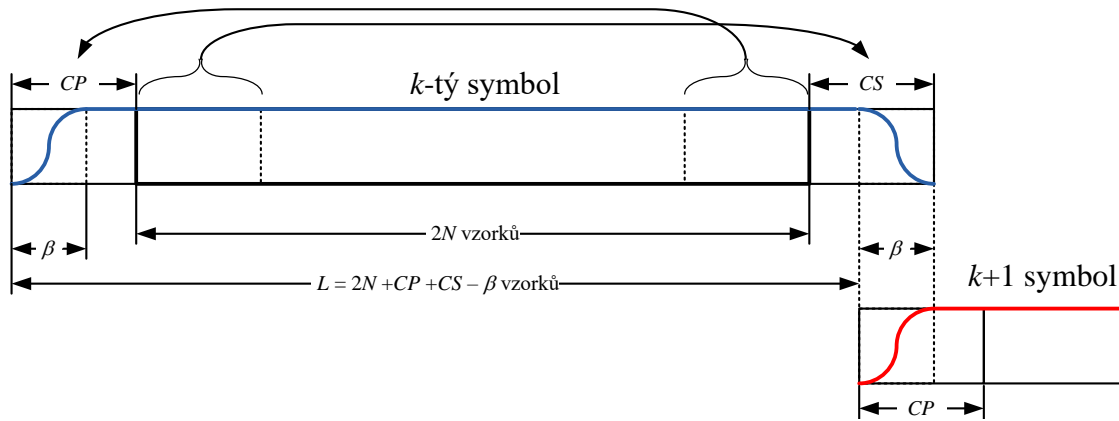 CP
k-tý symbol
CS
β
2N vzorků
β
L = 2N +CP +CS – β vzorků
k+1 symbol
CP